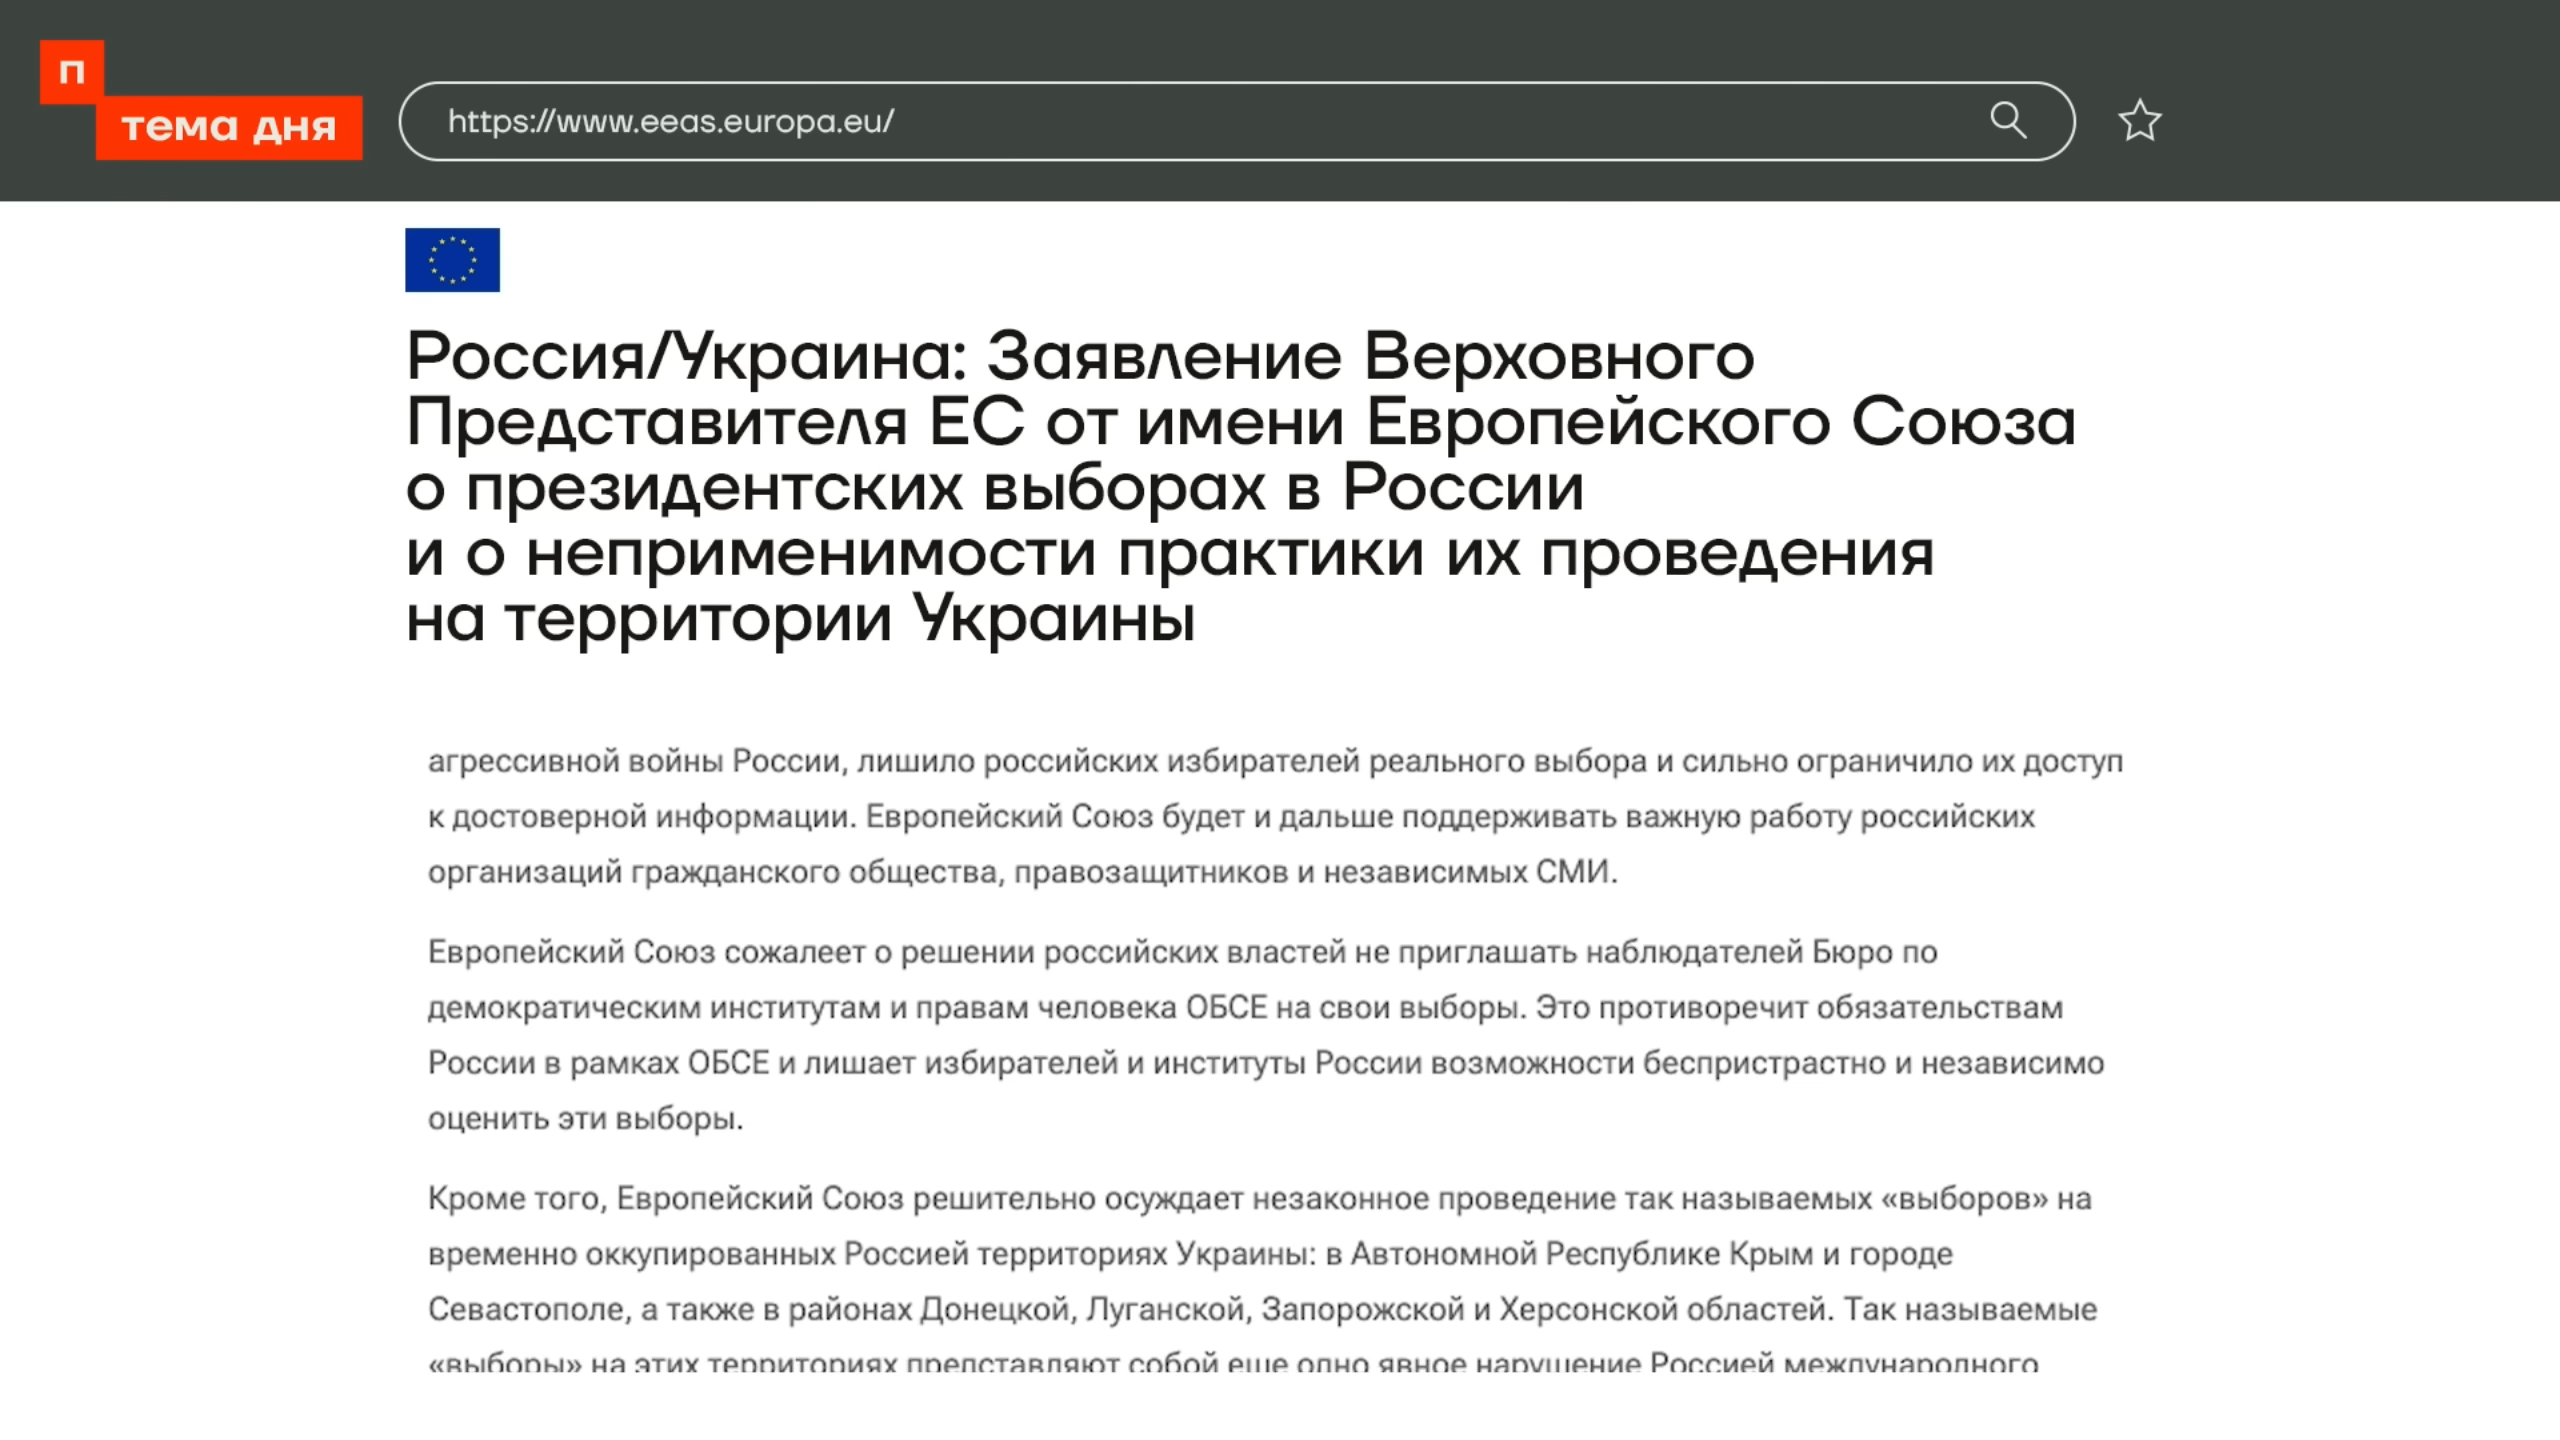 п
тема дня
https://www.eeas.europa.eu/
Россия/Украина: Заявление Верховного
Представителя ЕС от имени Европейского Союза
о президентских выборах в России
и о неприменимости практики их проведения
на территории Украины
агрессивной войны России, лишило российских избирателей реального выбора и сильно ограничило их доступ
к достоверной информации. Европейский Союз будет и дальше поддерживать важную работу российских
организаций гражданского общества, правозащитников и независимых СМИ.
Европейский Союз сожалеет о решении российских властей не приглашать наблюдателей Бюро по
демократическим институтам и правам человека ОБСЕ на свои выборы. Это противоречит обязательствам
России в рамках ОБСЕ и лишает избирателей и институты России возможности беспристрастно и независимо
оценить эти выборы.
Кроме того, Европейский Союз решительно осуждает незаконное проведение так называемых «выборов» на
временно оккупированных Россией территориях Украины: в Автономной Республике Крым и городе
Севастополе, а также в районах Донецкой, Луганской, Запорожской и Херсонской областей. Так называемые
«выборы» на этих территориях представляют собой еще одно явное нарушение Россией международного